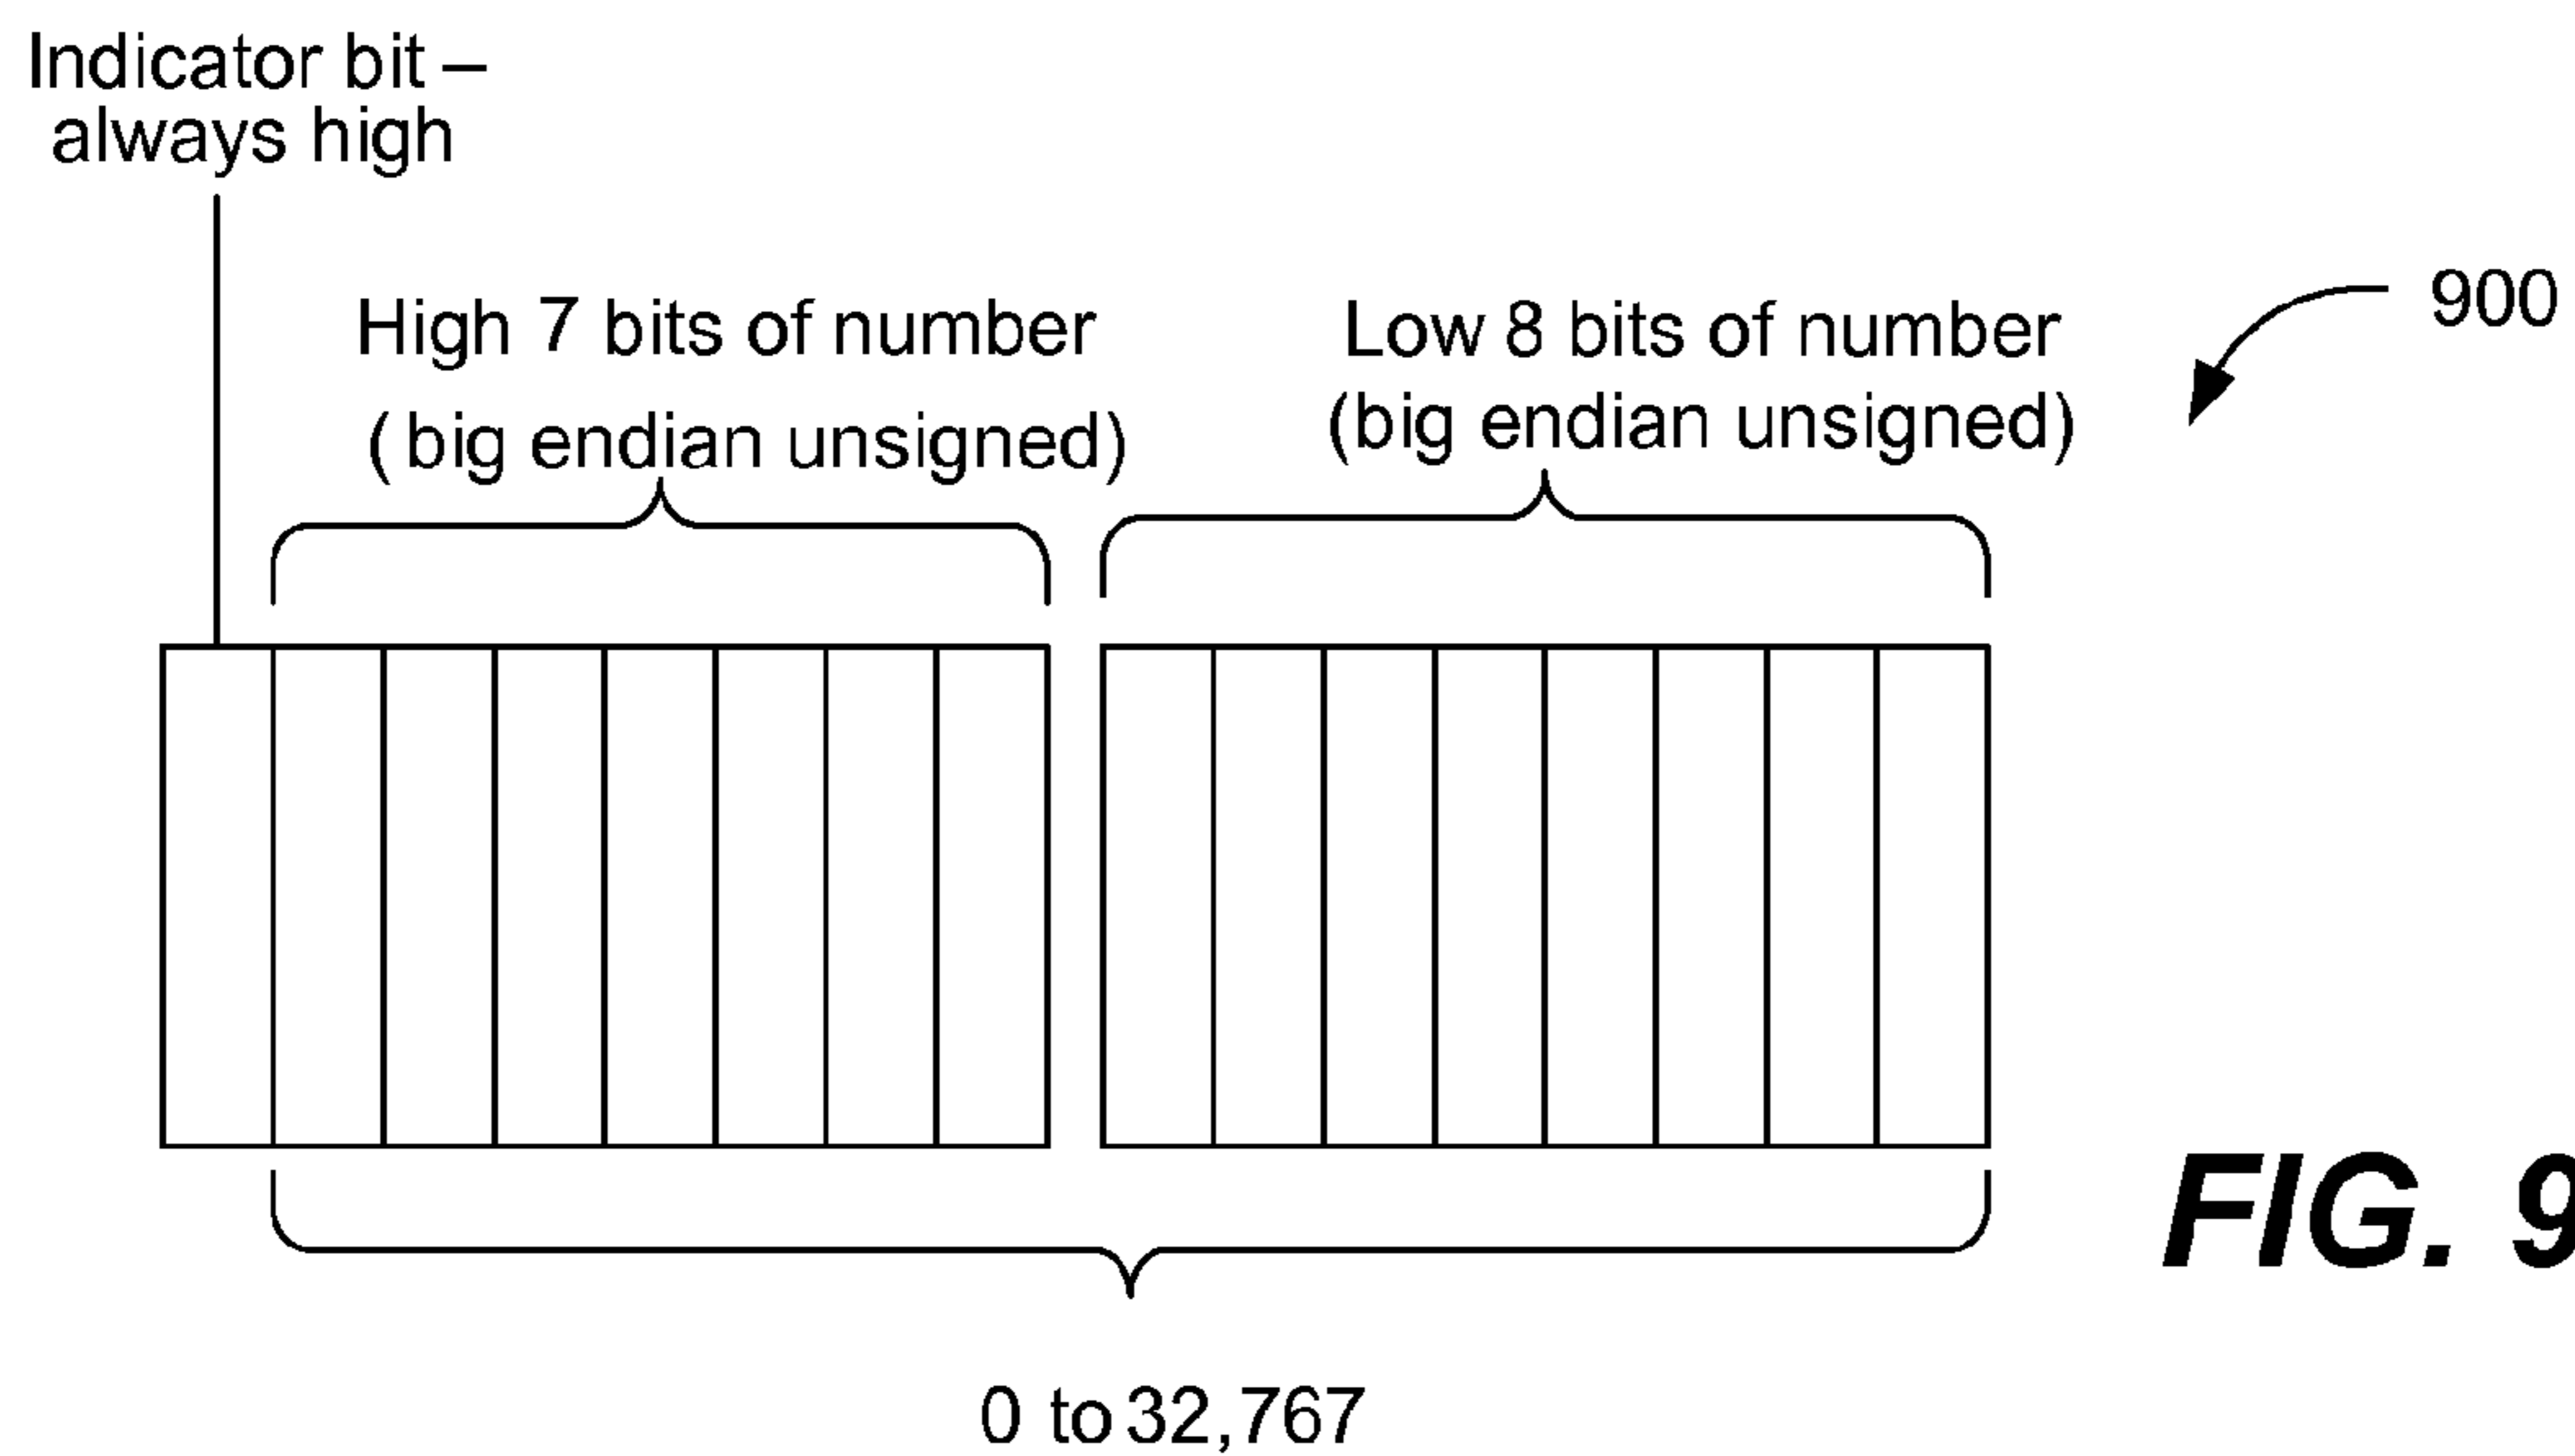 Indicator bit –
always high
High 7 bits of number
( big endian unsigned)
Low 8 bits of number
(big endian unsigned)
900
0 to 32,767
FIG. 9